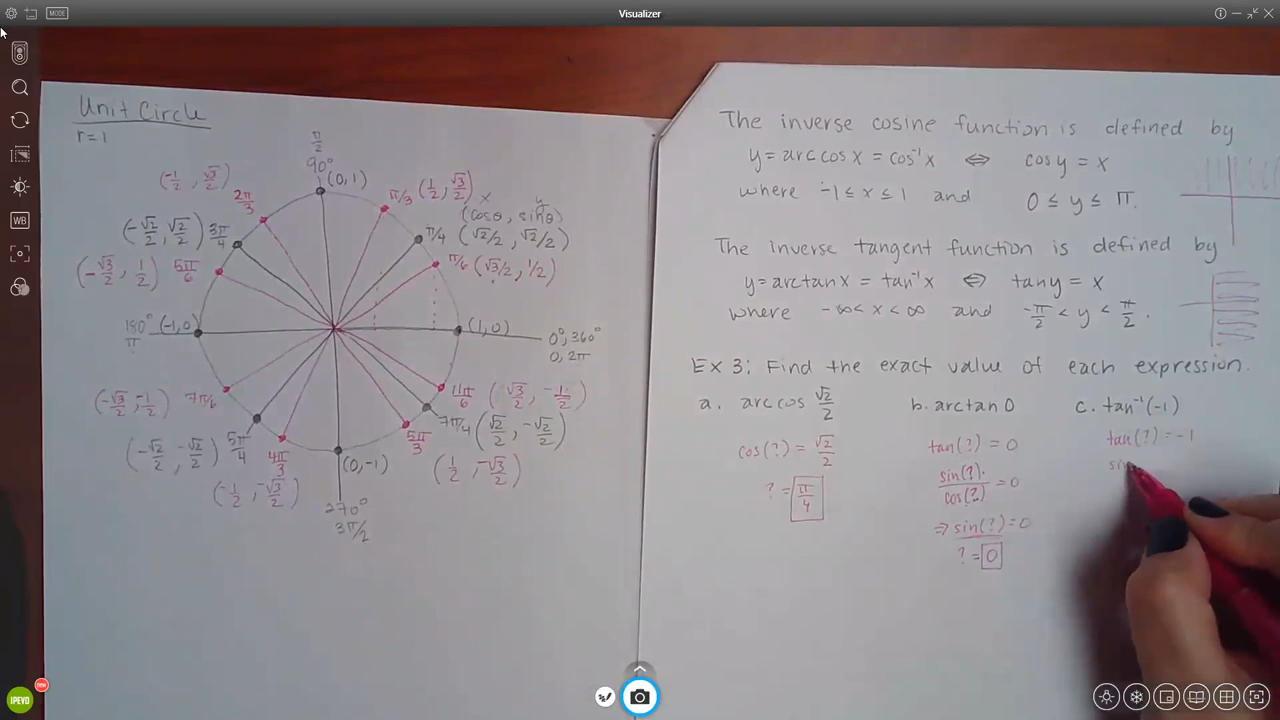 MODE
Visualizer
Unit Circle
r=1
π/2
90°
(0,1)
(-1/2, √3/2)
2π/3
π/3 (1/2, √3/2)
x y
(cosθ, sinθ)
(-√2/2, √2/2) 3π/4
π/4 (√2/2, √2/2)
(-√3/2, 1/2) 5π/6
π/6 (√3/2, 1/2)
180° (-1,0)
π
(1,0)
0°, 360°
0, 2π
(-√3/2, -1/2) 7π/6
11π/6 (√3/2, -1/2)
(-√2/2, -√2/2) 5π/4
7π/4 (√2/2, -√2/2)
4π/3
(-1/2, -√3/2)
5π/3
(1/2, -√3/2)
(0,-1)
270°
3π/2
The inverse cosine function is defined by
y = arccos x = cos⁻¹x ⇔ cos y = x
where -1 ≤ x ≤ 1 and 0 ≤ y ≤ π.
The inverse tangent function is defined by
y = arctan x = tan⁻¹x ⇔ tan y = x
where -∞ < x < ∞ and -π/2 < y < π/2.
Ex 3: Find the exact value of each expression.
a. arccos √2/2
cos(?) = √2/2
? = π/4
b. arctan 0
tan(?) = 0
sin(?)/cos(?) = 0
⇒ sin(?) = 0
? = 0
c. tan⁻¹(-1)
tan(?) = -1
sin
IPEVO
new